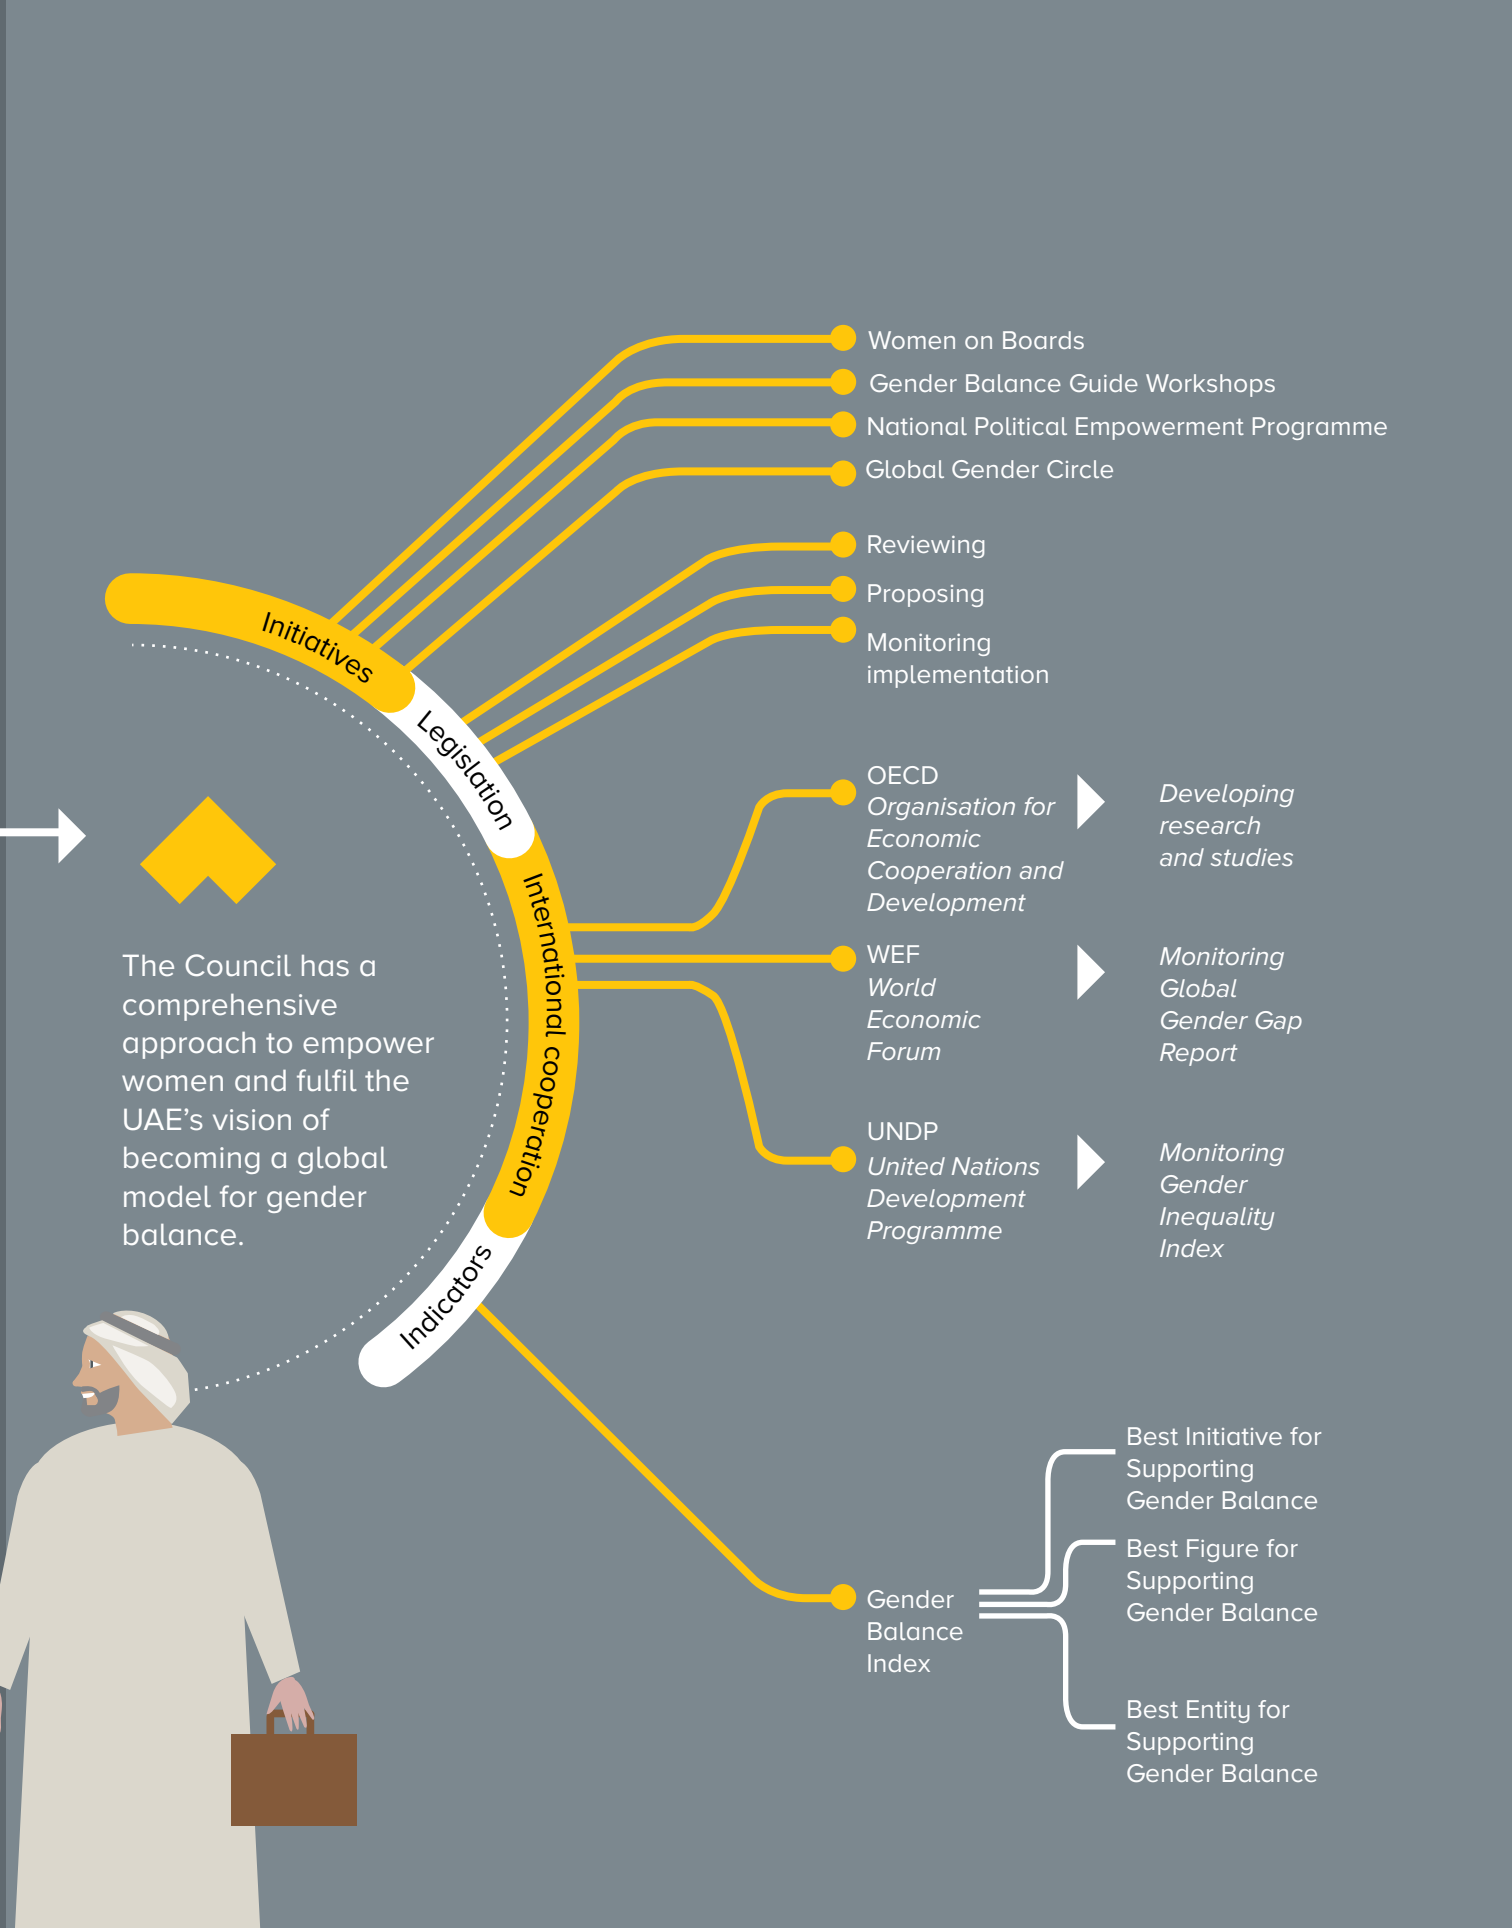 Women on Boards
Gender Balance Guide Workshops
National Political Empowerment Programme
Global Gender Circle
Initiatives
Reviewing
Proposing
Monitoring
implementation
Legislation
OECD
Organisation for
Economic
Cooperation and
Development
Developing
research
and studies
International cooperation
WEF
World
Economic
Forum
Monitoring
Global
Gender Gap
Report
UNDP
United Nations
Development
Programme
Monitoring
Gender
Inequality
Index
The Council has a
comprehensive
approach to empower
women and fulfil the
UAE’s vision of
becoming a global
model for gender
balance.
Indicators
Gender
Balance
Index
Best Initiative for
Supporting
Gender Balance
Best Figure for
Supporting
Gender Balance
Best Entity for
Supporting
Gender Balance